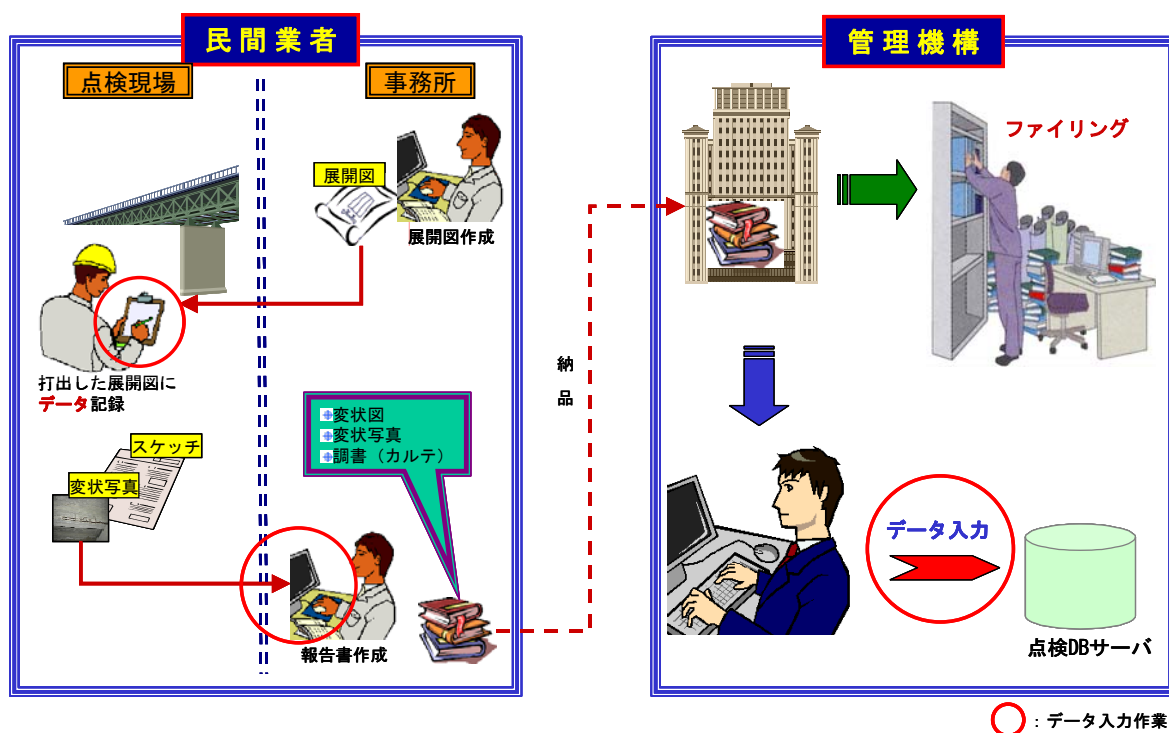 民間業者
点検現場
事務所
展開図
展開図作成
打出した展開図に
データ記録
スケッチ
変状写真
変状図
変状写真
調書（カルテ）
報告書作成
納品
管理機構
ファイリング
データ入力
点検DBサーバ
：データ入力作業